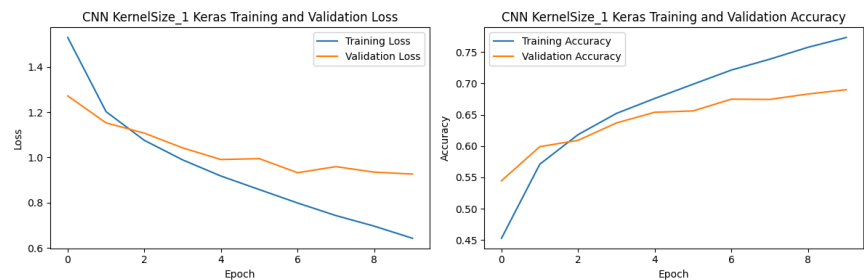 CNN KernelSize_1 Keras Training and Validation Loss
Training Loss
Validation Loss
1.4
1.2
1.0
0.8
0.6
Loss
0
2
4
6
8
Epoch
CNN KernelSize_1 Keras Training and Validation Accuracy
Training Accuracy
Validation Accuracy
0.75
0.70
0.65
0.60
0.55
0.50
0.45
Accuracy
0
2
4
6
8
Epoch